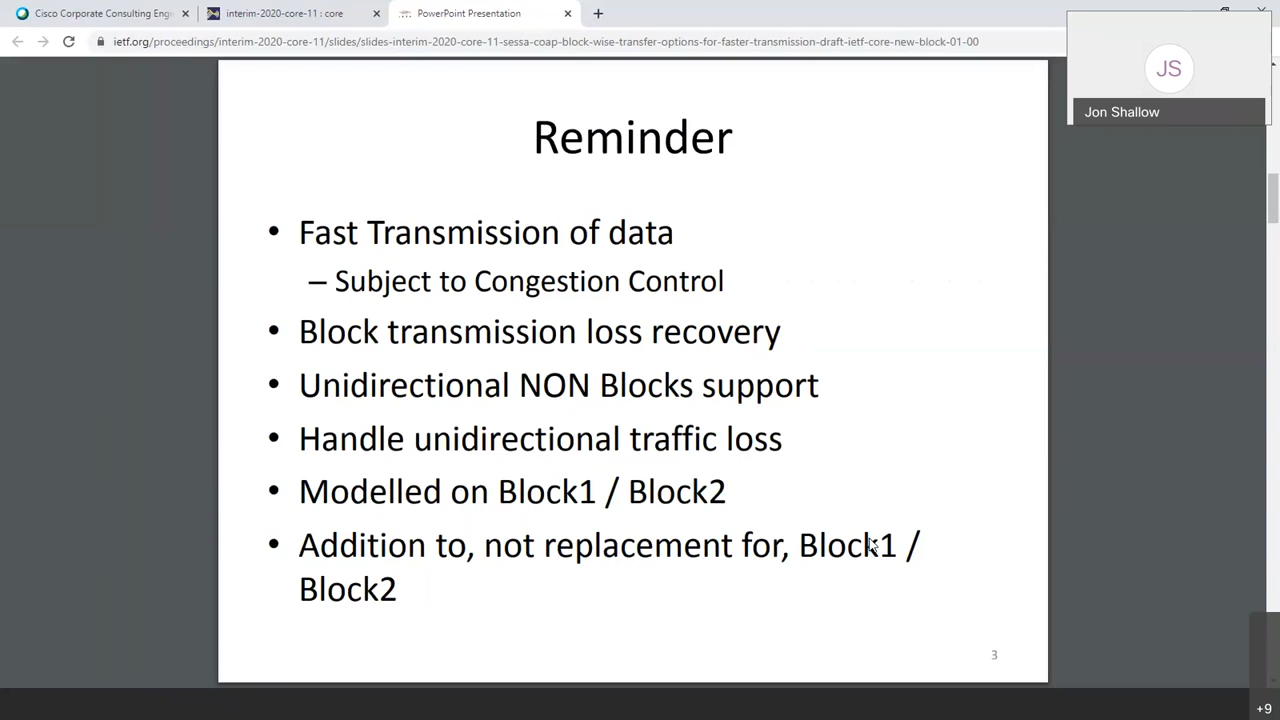 Cisco Corporate Consulting Engi
interim-2020-core-11 : core
PowerPoint Presentation
ietf.org/proceedings/interim-2020-core-11/slides/slides-interim-2020-core-11-sessa-coap-block-wise-transfer-options-for-faster-transmission-draft-ietf-core-new-block-01-00
JS
Jon Shallow
Reminder
• Fast Transmission of data
– Subject to Congestion Control
• Block transmission loss recovery
• Unidirectional NON Blocks support
• Handle unidirectional traffic loss
• Modelled on Block1 / Block2
• Addition to, not replacement for, Block1 /
Block2
3
+9